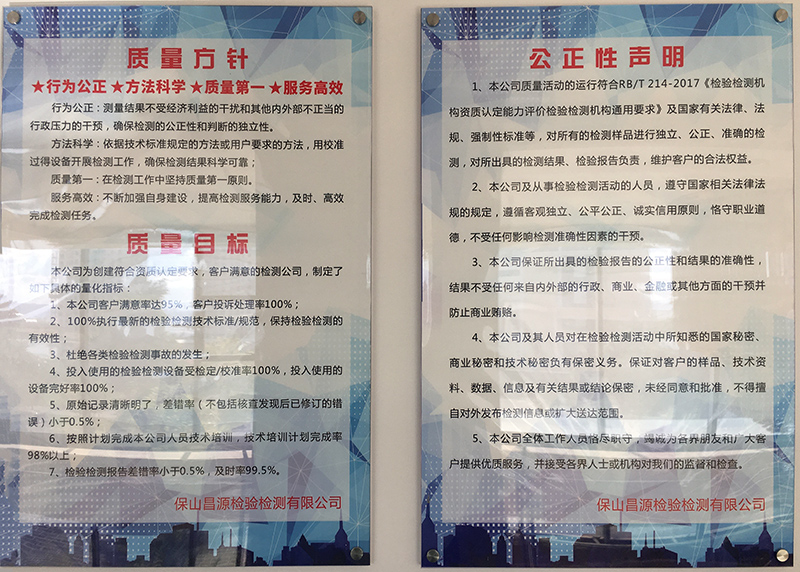 质量方针
★行为公正 ★方法科学 ★质量第一 ★服务高效
行为公正：测量结果不受经济利益的干扰和其他内外部不正当的
行政压力的干预，确保检测的公正性和判断的独立性。
方法科学：依据技术标准规定的方法或用户要求的方法，用校准
过得设备开展检测工作，确保检测结果科学可靠；
质量第一：在检测工作中坚持质量第一原则。
服务高效：不断加强自身建设，提高检测服务能力，及时、高效
完成检测任务。
质量目标
本公司为创建符合资质认定要求，客户满意的检测公司，制定了
如下具体的量化指标：
1、本公司客户满意率达95%，客户投诉处理率100%；
2、100%执行最新的检验检测技术标准/规范，保持检验检测的
有效性；
3、杜绝各类检验检测事故的发生；
4、投入使用的检验检测设备受检定/校准率100%，投入使用的
设备完好率100%；
5、原始记录清晰明了，差错率（不包括核查发现后已修订的错
误）小于0.5%；
6、按照计划完成本公司人员技术培训，技术培训计划完成率
98%以上；
7、检验检测报告差错率小于0.5%，及时率99.5%。
保山昌源检验检测有限公司
公正性声明
1、本公司质量活动的运行符合RB/T 214-2017《检验检测机
构资质认定能力评价检验检测机构通用要求》及国家有关法律、法
规、强制性标准等，对所有的检测样品进行独立、公正、准确的检
测，对所出具的检测结果、检验报告负责，维护客户的合法权益。
2、本公司及从事检验检测活动的人员，遵守国家相关法律法
规的规定，遵循客观独立、公平公正、诚实信用原则，恪守职业道
德，不受任何影响检测准确性因素的干预。
3、本公司保证所出具的检验报告的公正性和结果的准确性，
结果不受任何来自内外部的行政、商业、金融或其他方面的干预并
防止商业贿赂。
4、本公司及其人员对在检验检测活动中所知悉的国家秘密、
商业秘密和技术秘密负有保密义务。保证对客户的样品、技术资
料、数据、信息及有关结果或结论保密，未经同意和批准，不得擅
自对外发布检测信息或扩大送达范围。
5、本公司全体工作人员恪尽职守，竭诚为各界朋友和广大客
户提供优质服务，并接受各界人士或机构对我们的监督和检查。
保山昌源检验检测有限公司